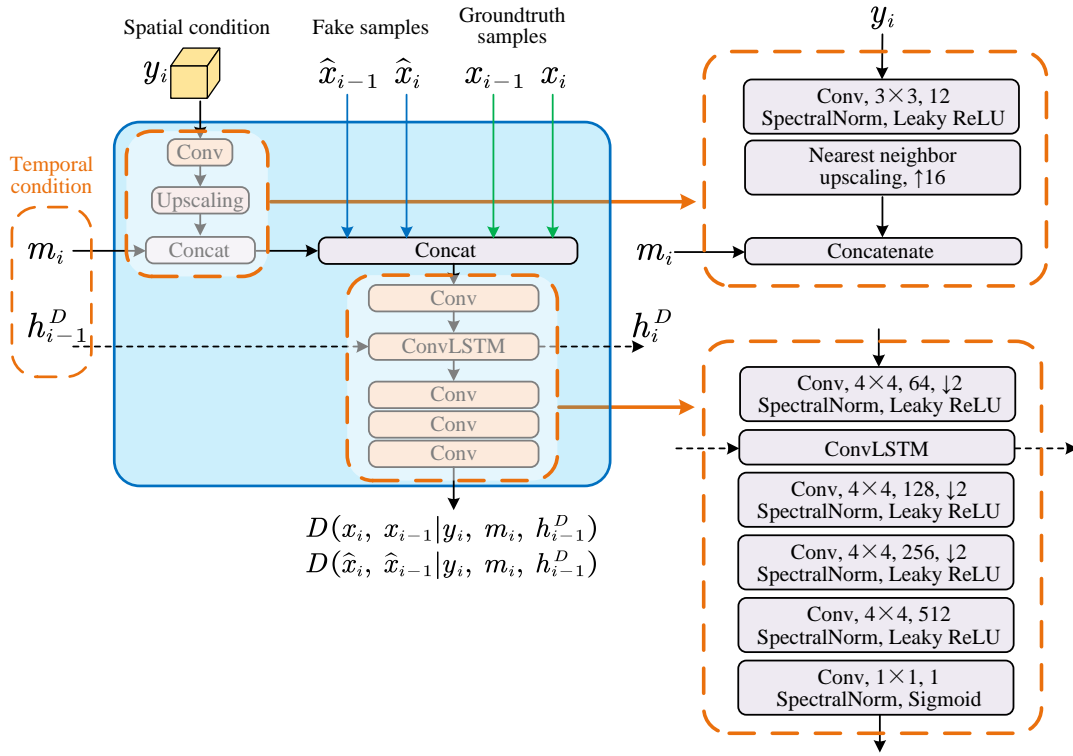 Spatial condition
y_i
Fake samples
x̂_{i−1} x̂_i
Groundtruth
samples
x_{i−1} x_i
Temporal
condition
m_i
h_{i−1}^D
Conv
Upscaling
Concat
Concat
Conv
ConvLSTM
Conv
Conv
Conv
h_i^D
D(x_i, x_{i−1}|y_i, m_i, h_{i−1}^D)
D(x̂_i, x̂_{i−1}|y_i, m_i, h_{i−1}^D)
y_i
Conv, 3×3, 12
SpectralNorm, Leaky ReLU
Nearest neighbor
upscaling, ↑16
m_i
Concatenate
Conv, 4×4, 64, ↓2
SpectralNorm, Leaky ReLU
ConvLSTM
Conv, 4×4, 128, ↓2
SpectralNorm, Leaky ReLU
Conv, 4×4, 256, ↓2
SpectralNorm, Leaky ReLU
Conv, 4×4, 512
SpectralNorm, Leaky ReLU
Conv, 1×1, 1
SpectralNorm, Sigmoid